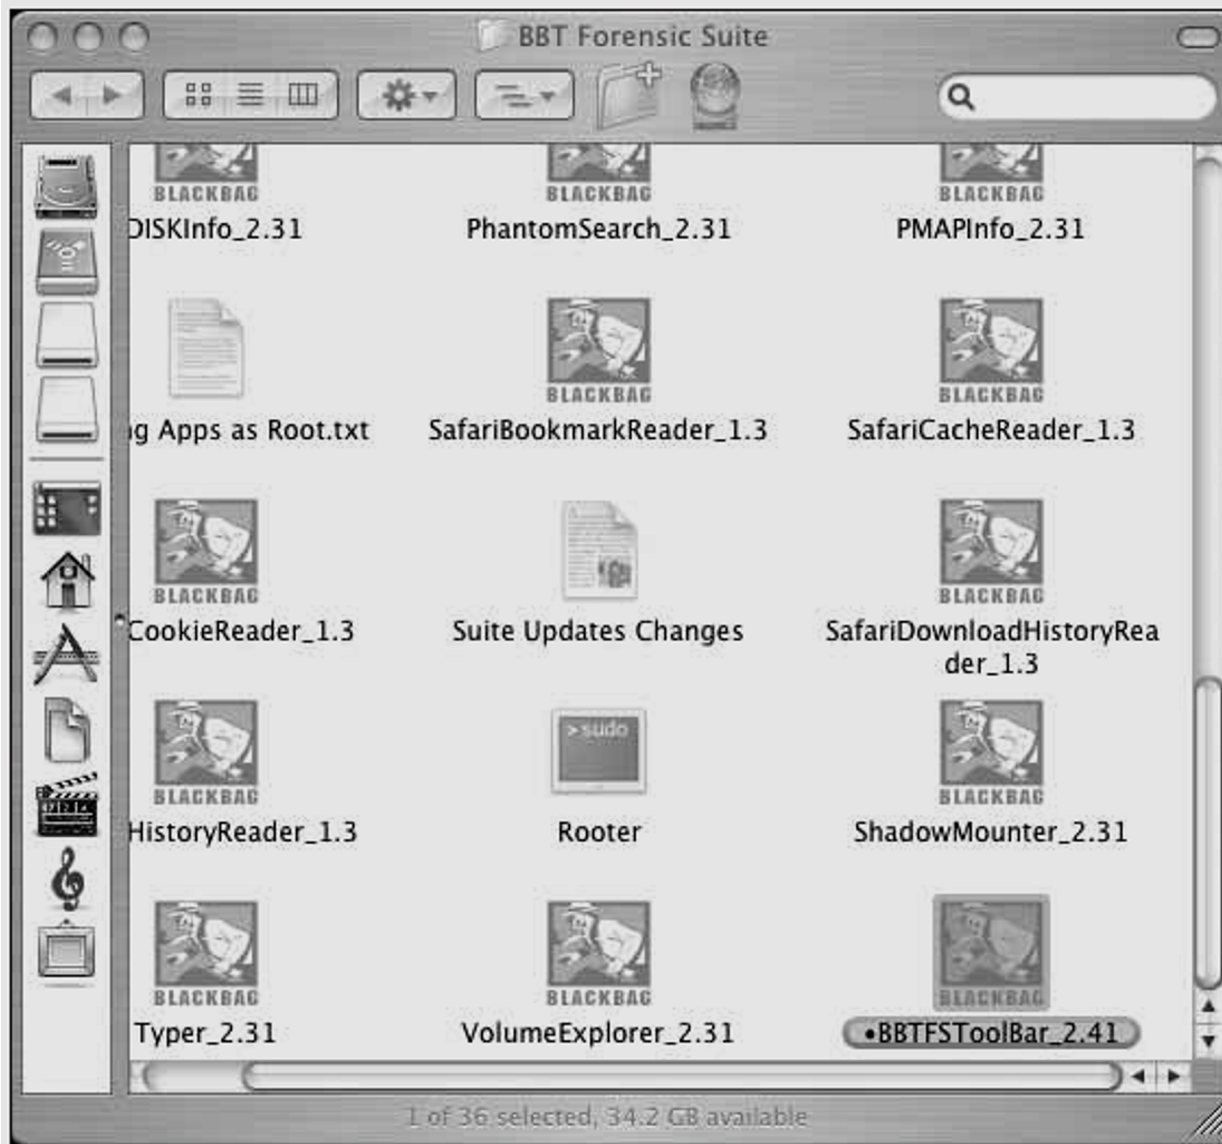 BBT Forensic Suite
BLACKBAG
BLACKBAG
BLACKBAG
DISKInfo_2.31
PhantomSearch_2.31
PMAPInfo_2.31
BLACKBAG
BLACKBAG
g Apps as Root.txt
SafariBookmarkReader_1.3
SafariCacheReader_1.3
BLACKBAG
BLACKBAG
CookieReader_1.3
Suite Updates Changes
SafariDownloadHistoryRea
der_1.3
BLACKBAG
>sudo
BLACKBAG
HistoryReader_1.3
Rooter
ShadowMounter_2.31
BLACKBAG
BLACKBAG
BLACKBAG
Typer_2.31
VolumeExplorer_2.31
•BBTFSToolBar_2.41
1 of 36 selected, 34.2 GB available